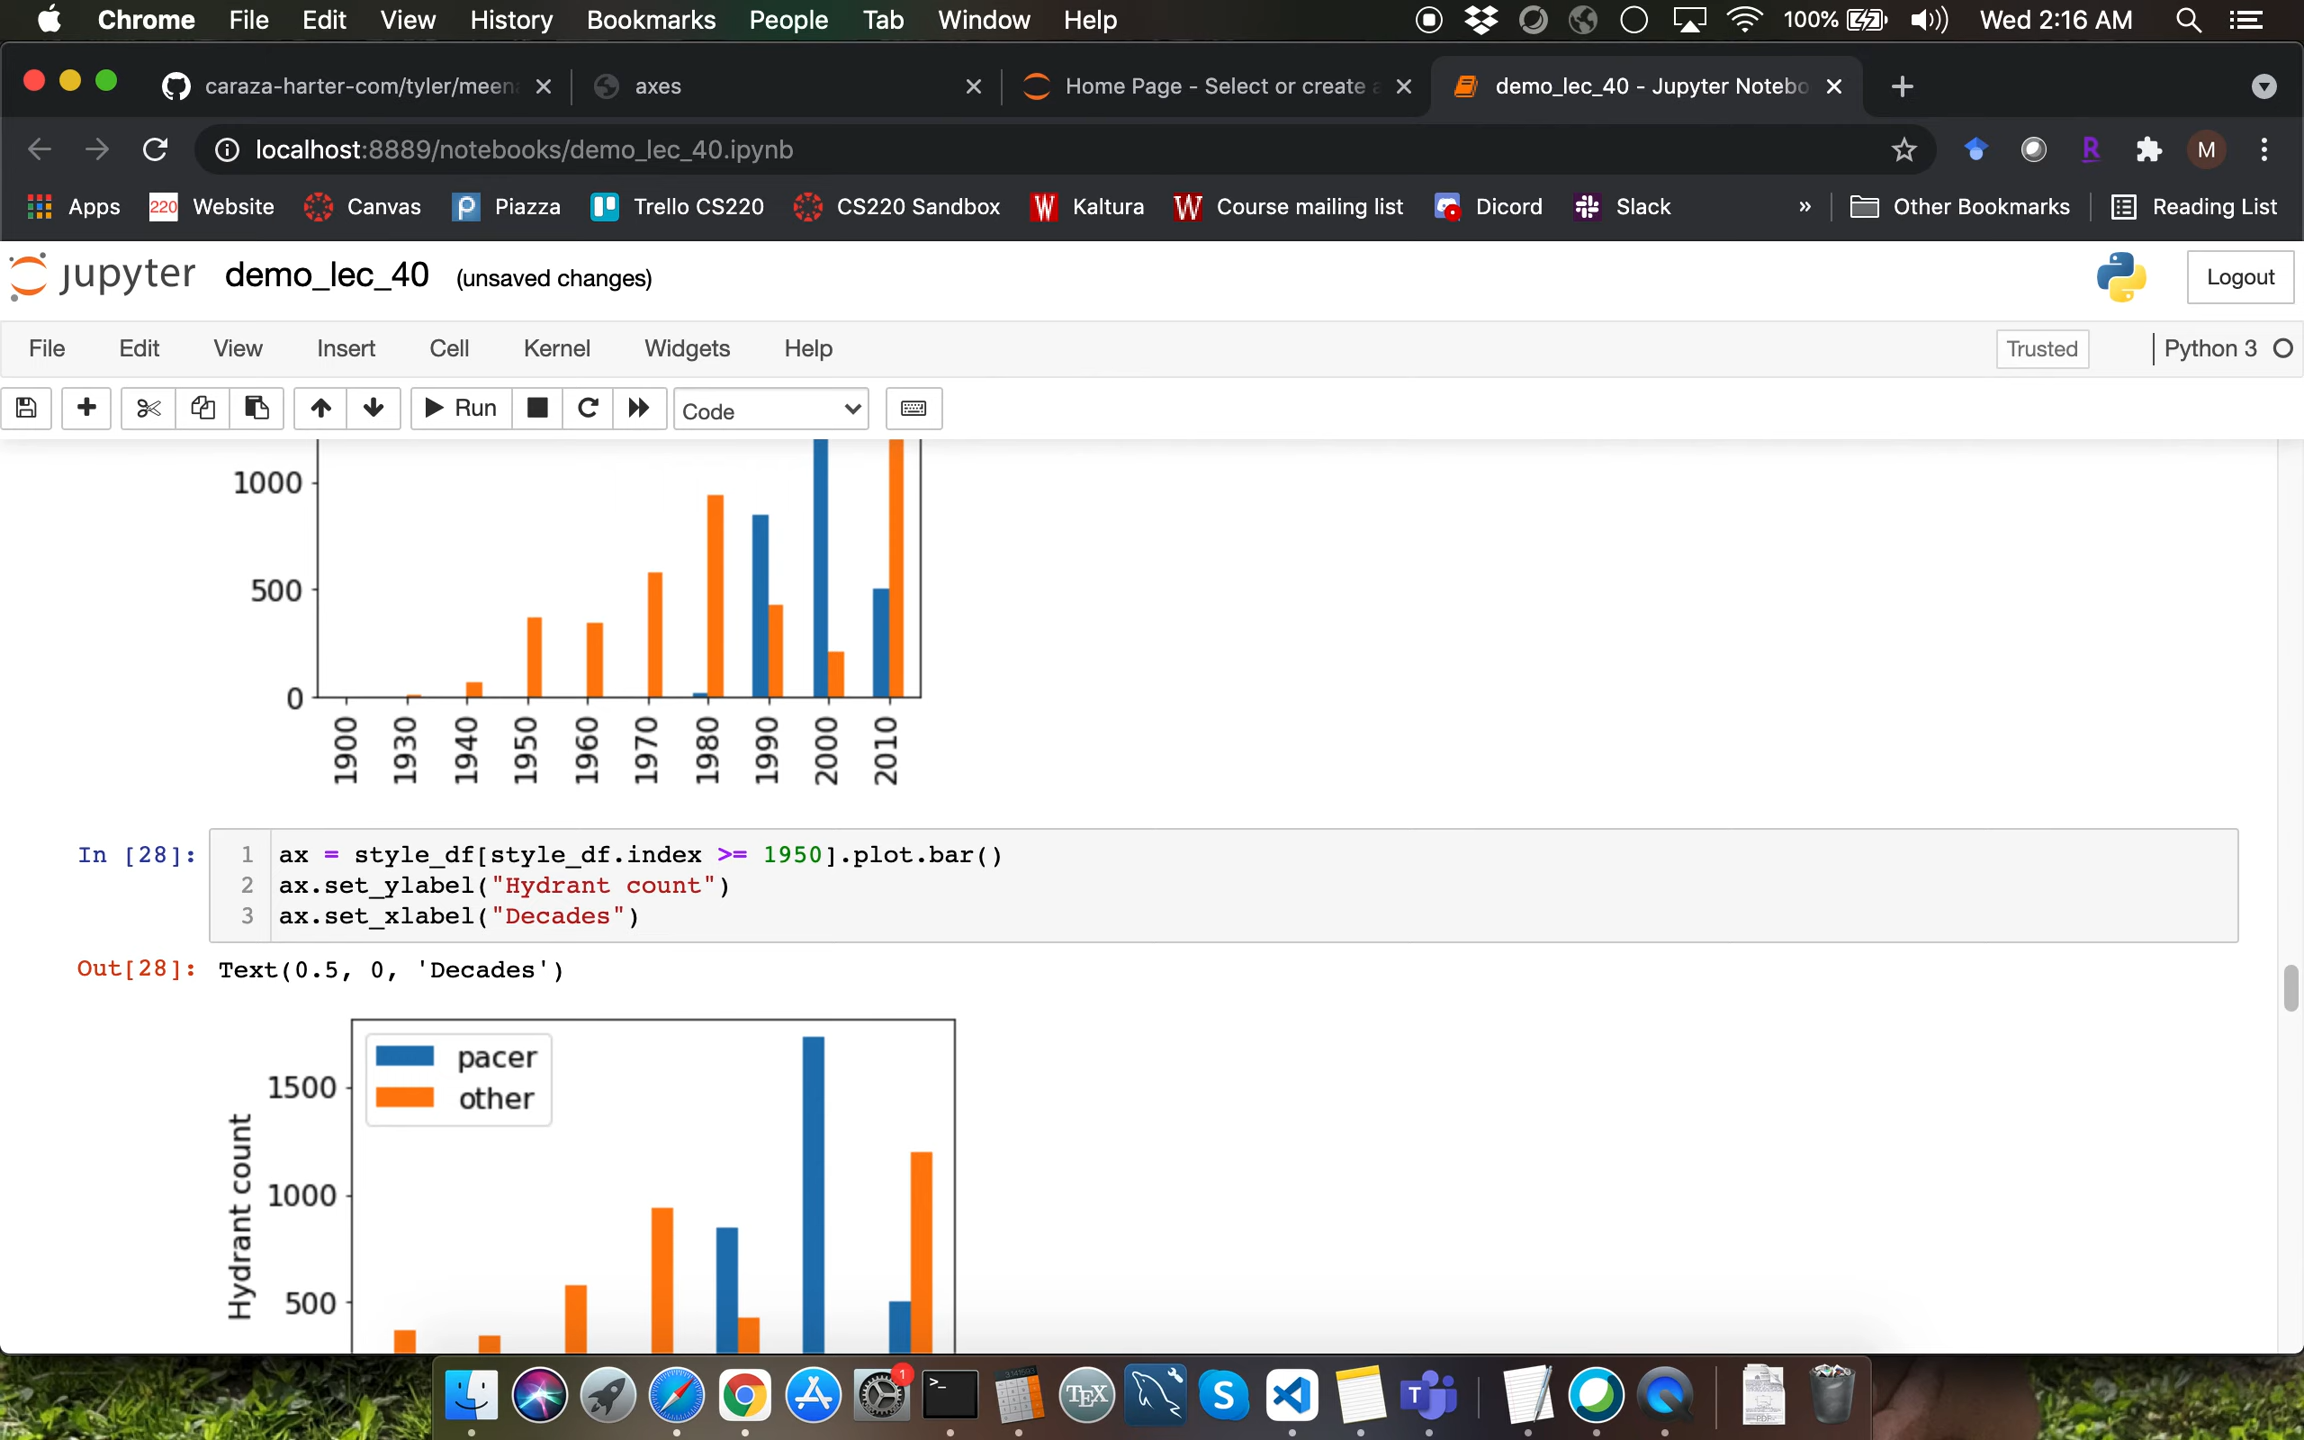 Chrome File Edit View History Bookmarks People Tab Window Help 100% Wed 2:16 AM
caraza-harter-com/tyler/meena axes Home Page - Select or create a demo_lec_40 - Jupyter Notebo
localhost:8889/notebooks/demo_lec_40.ipynb R M
Apps 220 Website Canvas P Piazza Trello CS220 CS220 Sandbox W Kaltura W Course mailing list Dicord Slack » Other Bookmarks Reading List
jupyter demo_lec_40 (unsaved changes) Logout
File Edit View Insert Cell Kernel Widgets Help Trusted Python 3
Run Code
1000
500
0
1900 1930 1940 1950 1960 1970 1980 1990 2000 2010
In [28]: 1 ax = style_df[style_df.index >= 1950].plot.bar()
2 ax.set_ylabel("Hydrant count")
3 ax.set_xlabel("Decades")
Out[28]: Text(0.5, 0, 'Decades')
pacer
other
1500
1000
500
Hydrant count
1 >_ TEX S T